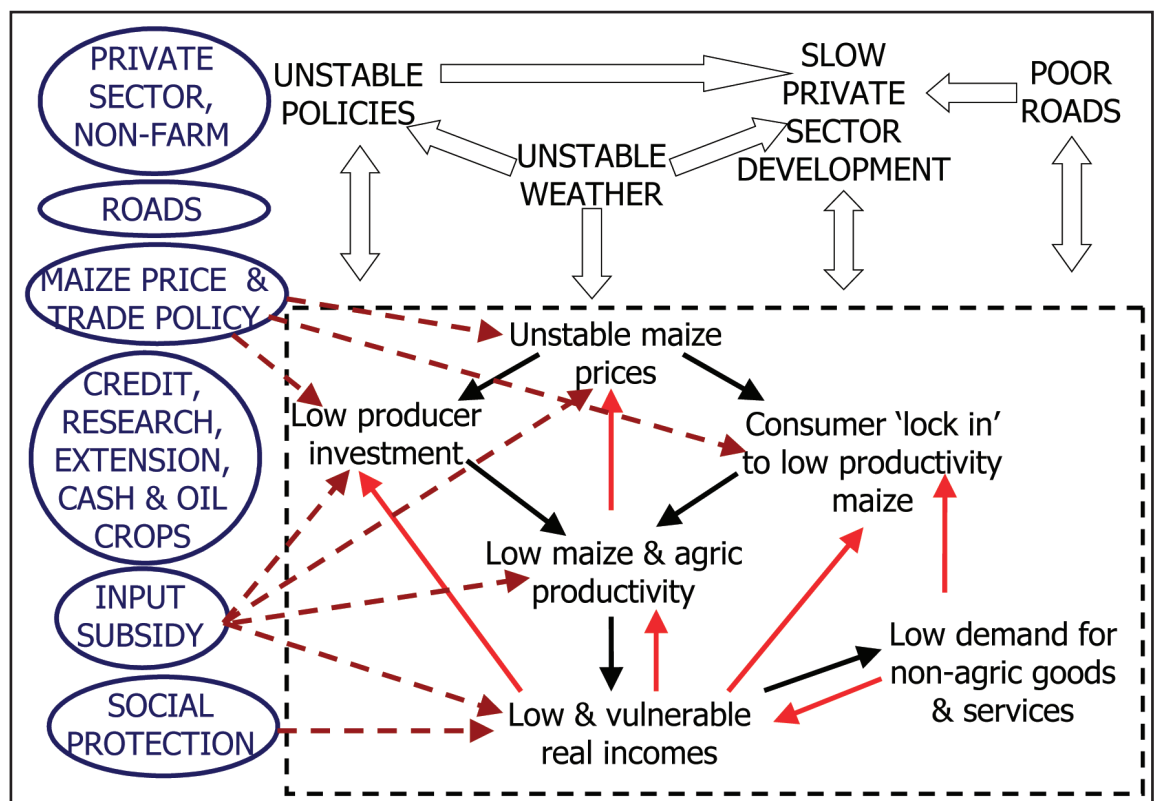 PRIVATE
SECTOR,
NON-FARM
ROADS
MAIZE PRICE &
TRADE POLICY
CREDIT,
RESEARCH,
EXTENSION,
CASH & OIL
CROPS
INPUT
SUBSIDY
SOCIAL
PROTECTION
UNSTABLE
POLICIES
UNSTABLE
WEATHER
SLOW
PRIVATE
SECTOR
DEVELOPMENT
POOR
ROADS
Unstable maize
prices
Low producer
investment
Consumer ‘lock in’
to low productivity
maize
Low maize & agric
productivity
Low demand for
non-agric goods
& services
Low & vulnerable
real incomes